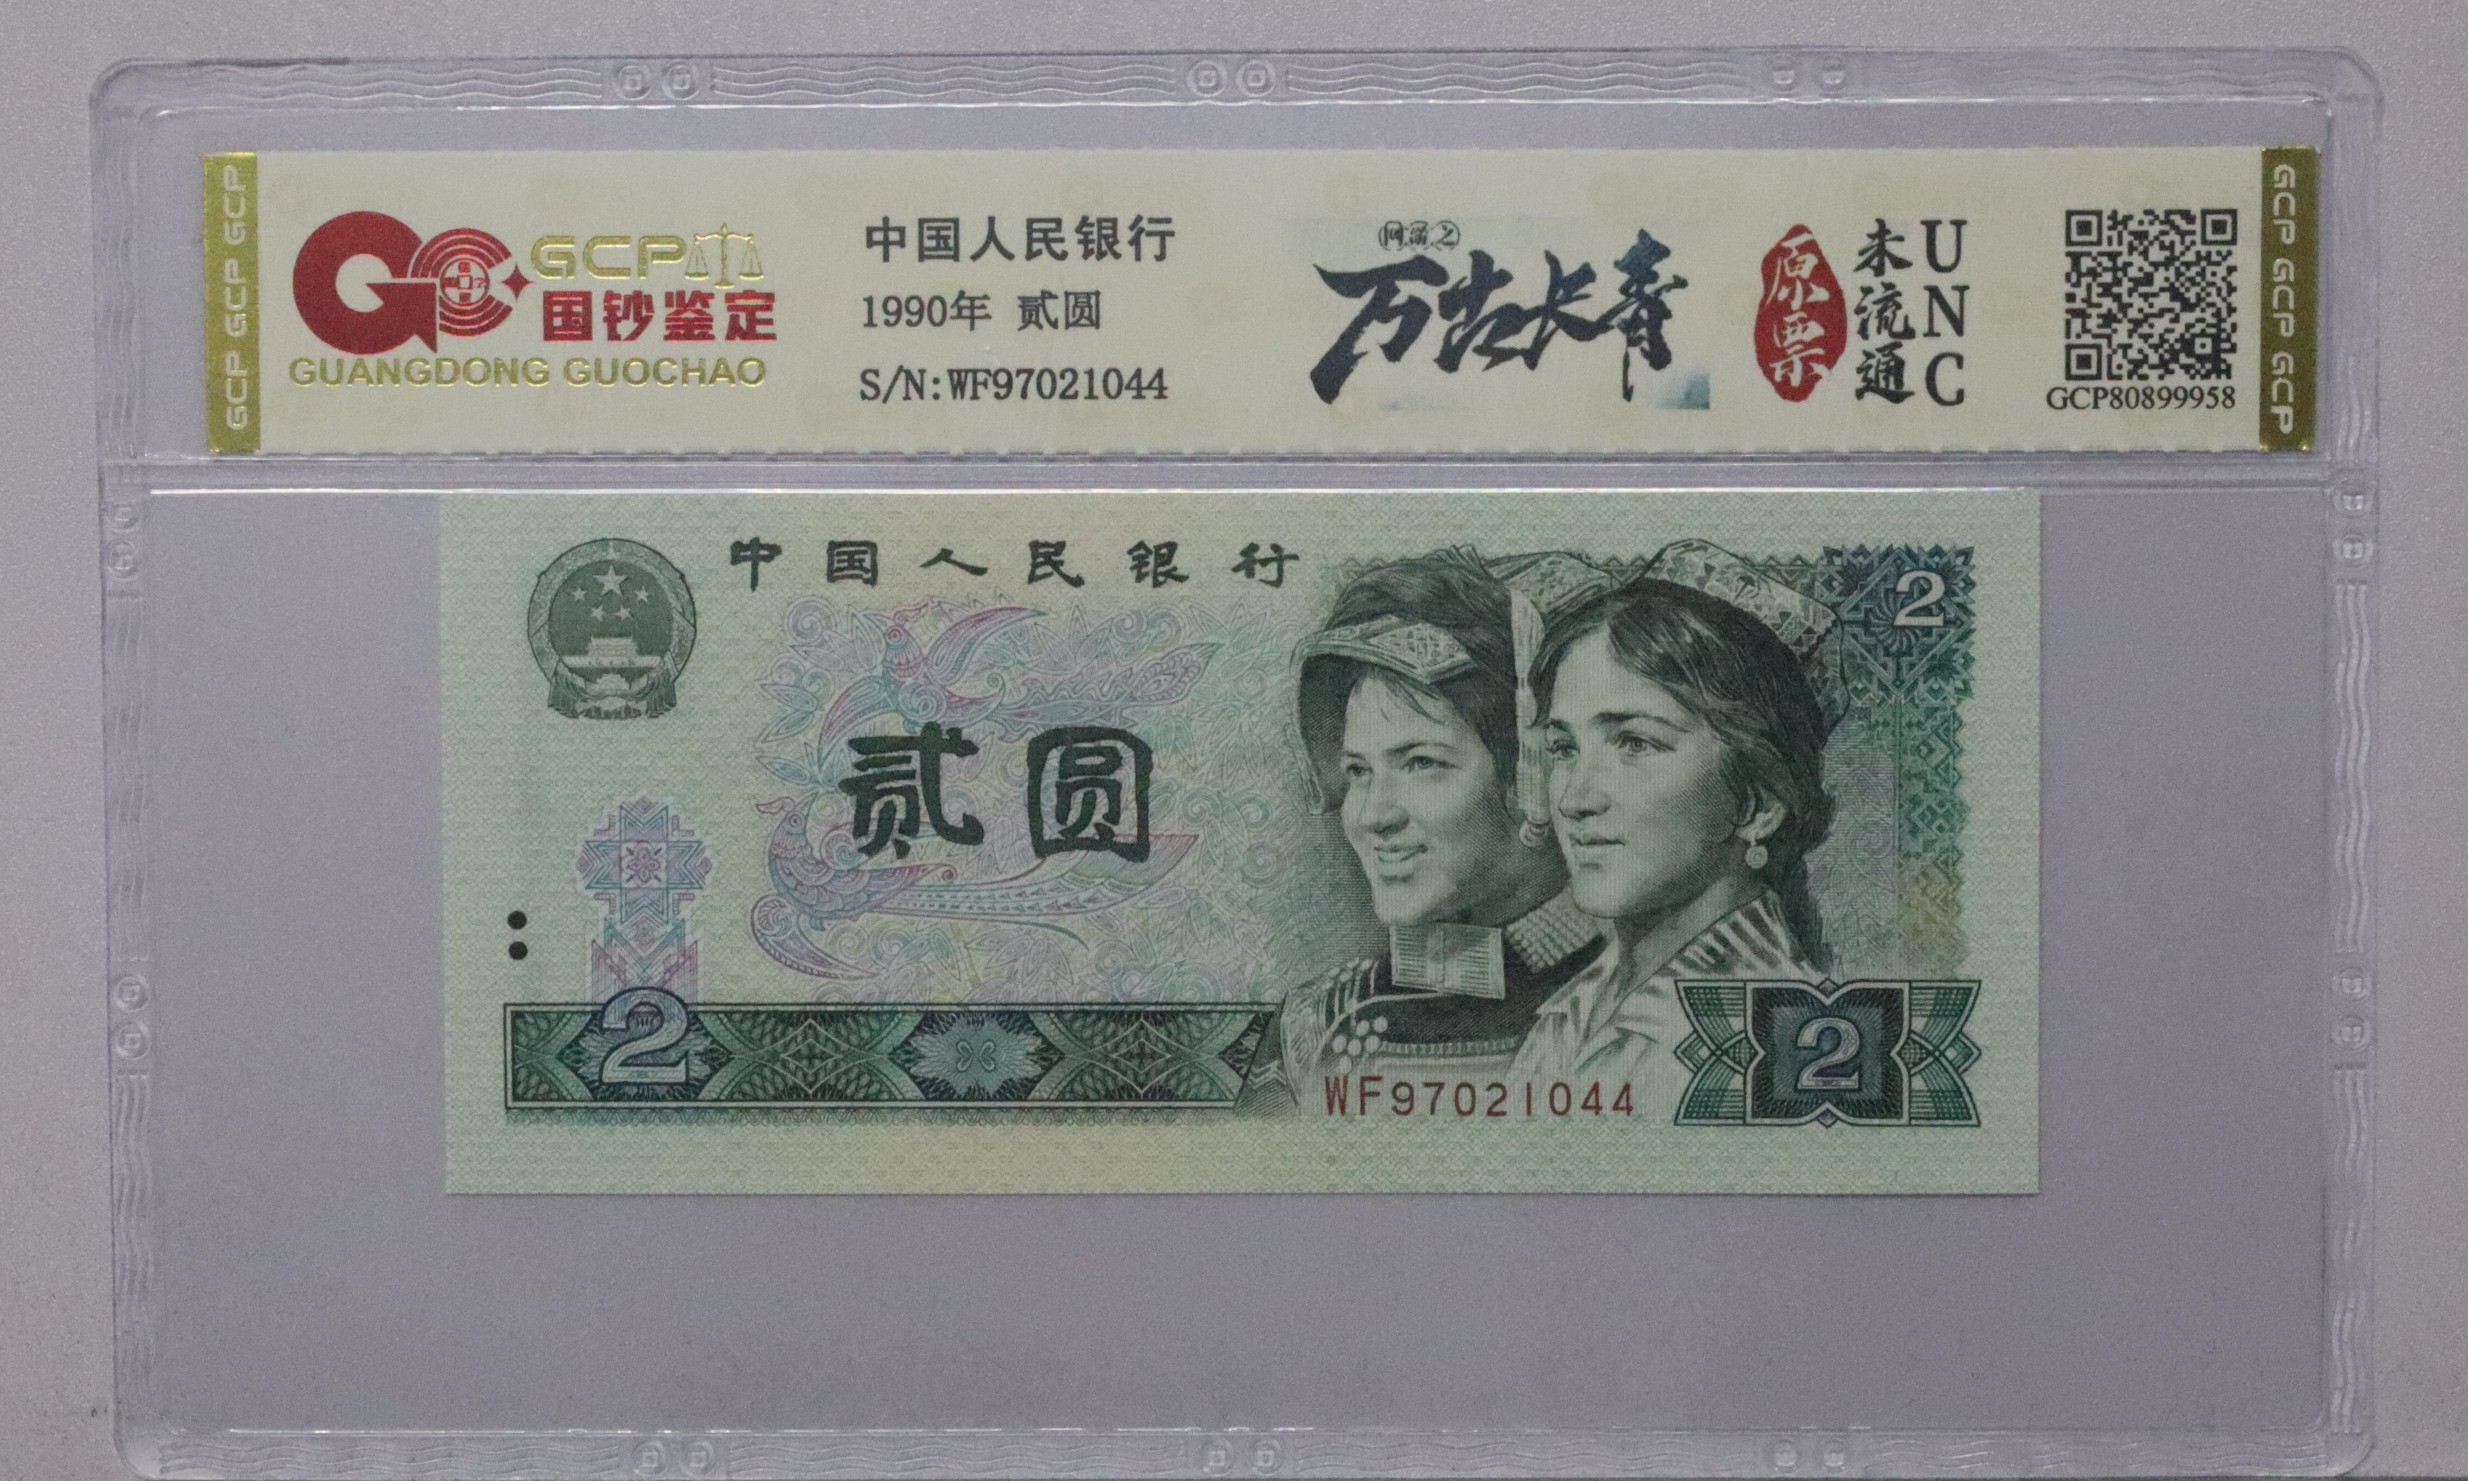 GCP GCP GCP
GCP
国钞鉴定
GUANGDONG GUOCHAO
中国人民银行
1990年 贰圆
S/N:WF97021044
万古长青
原票
未流通
UNC
GCP80899958
GCP GCP GCP
中国人民银行
2
贰圆
2
WF97021044
2